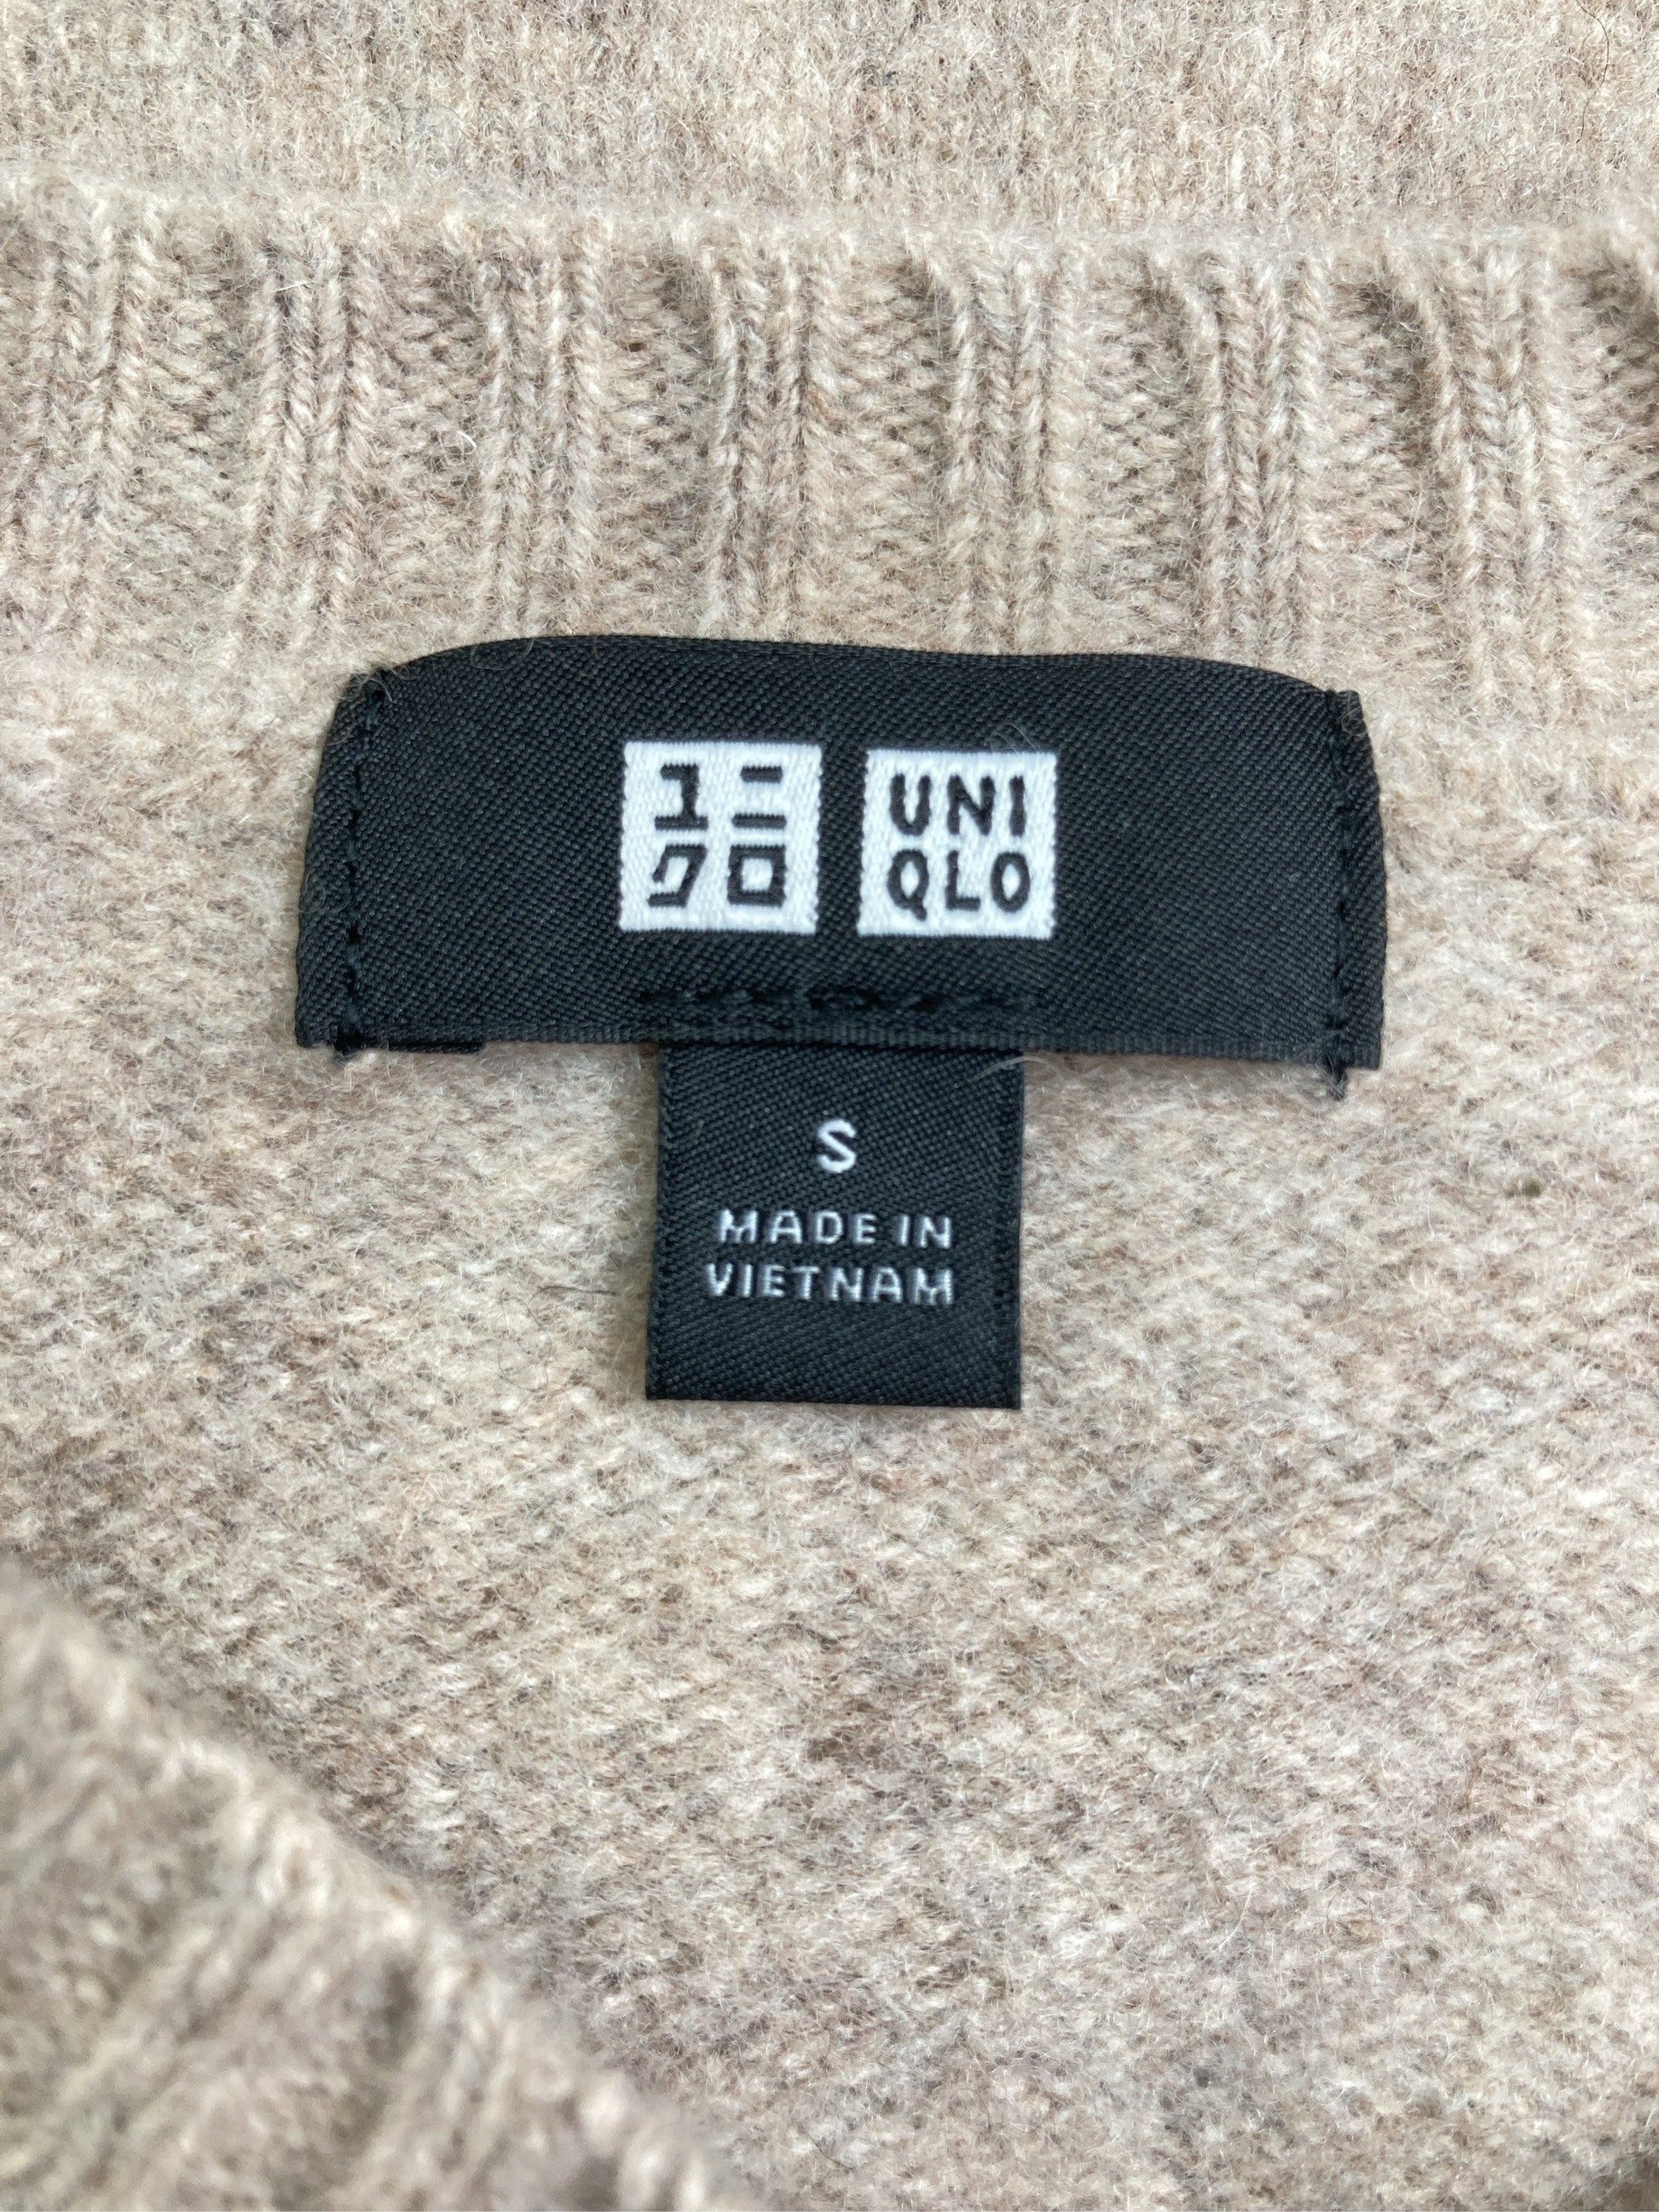 ユニ
クロ
UNI
QLO
S
MADE IN
VIETNAM